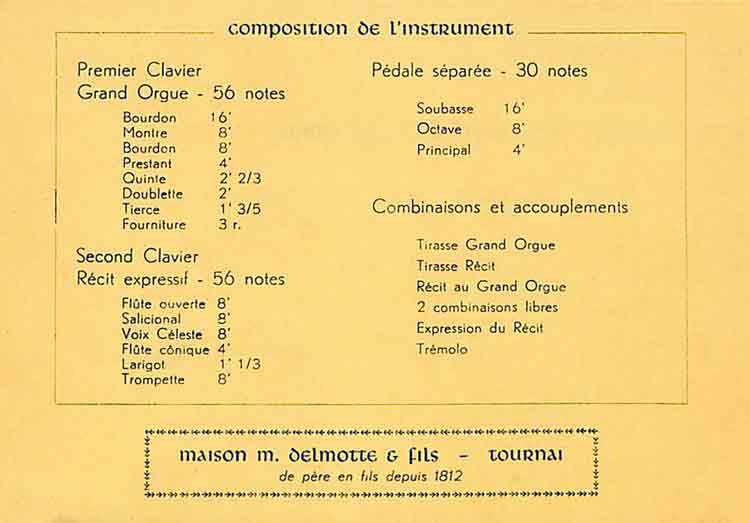 composition de l'instrument
Premier Clavier
Grand Orgue - 56 notes
Bourdon 16'
Montre 8'
Bourdon 8'
Prestant 4'
Quinte 2' 2/3
Doublette 2'
Tierce 1' 3/5
Fourniture 3 r.
Second Clavier
Récit expressif - 56 notes
Flûte ouverte 8'
Salicional 8'
Voix Céleste 8'
Flûte cônique 4'
Larigot 1' 1/3
Trompette 8'
Pédale séparée - 30 notes
Soubasse 16'
Octave 8'
Principal 4'
Combinaisons et accouplements
Tirasse Grand Orgue
Tirasse Récit
Récit au Grand Orgue
2 combinaisons libres
Expression du Récit
Trémolo
maison m. delmotte & fils - tournai
de père en fils depuis 1812